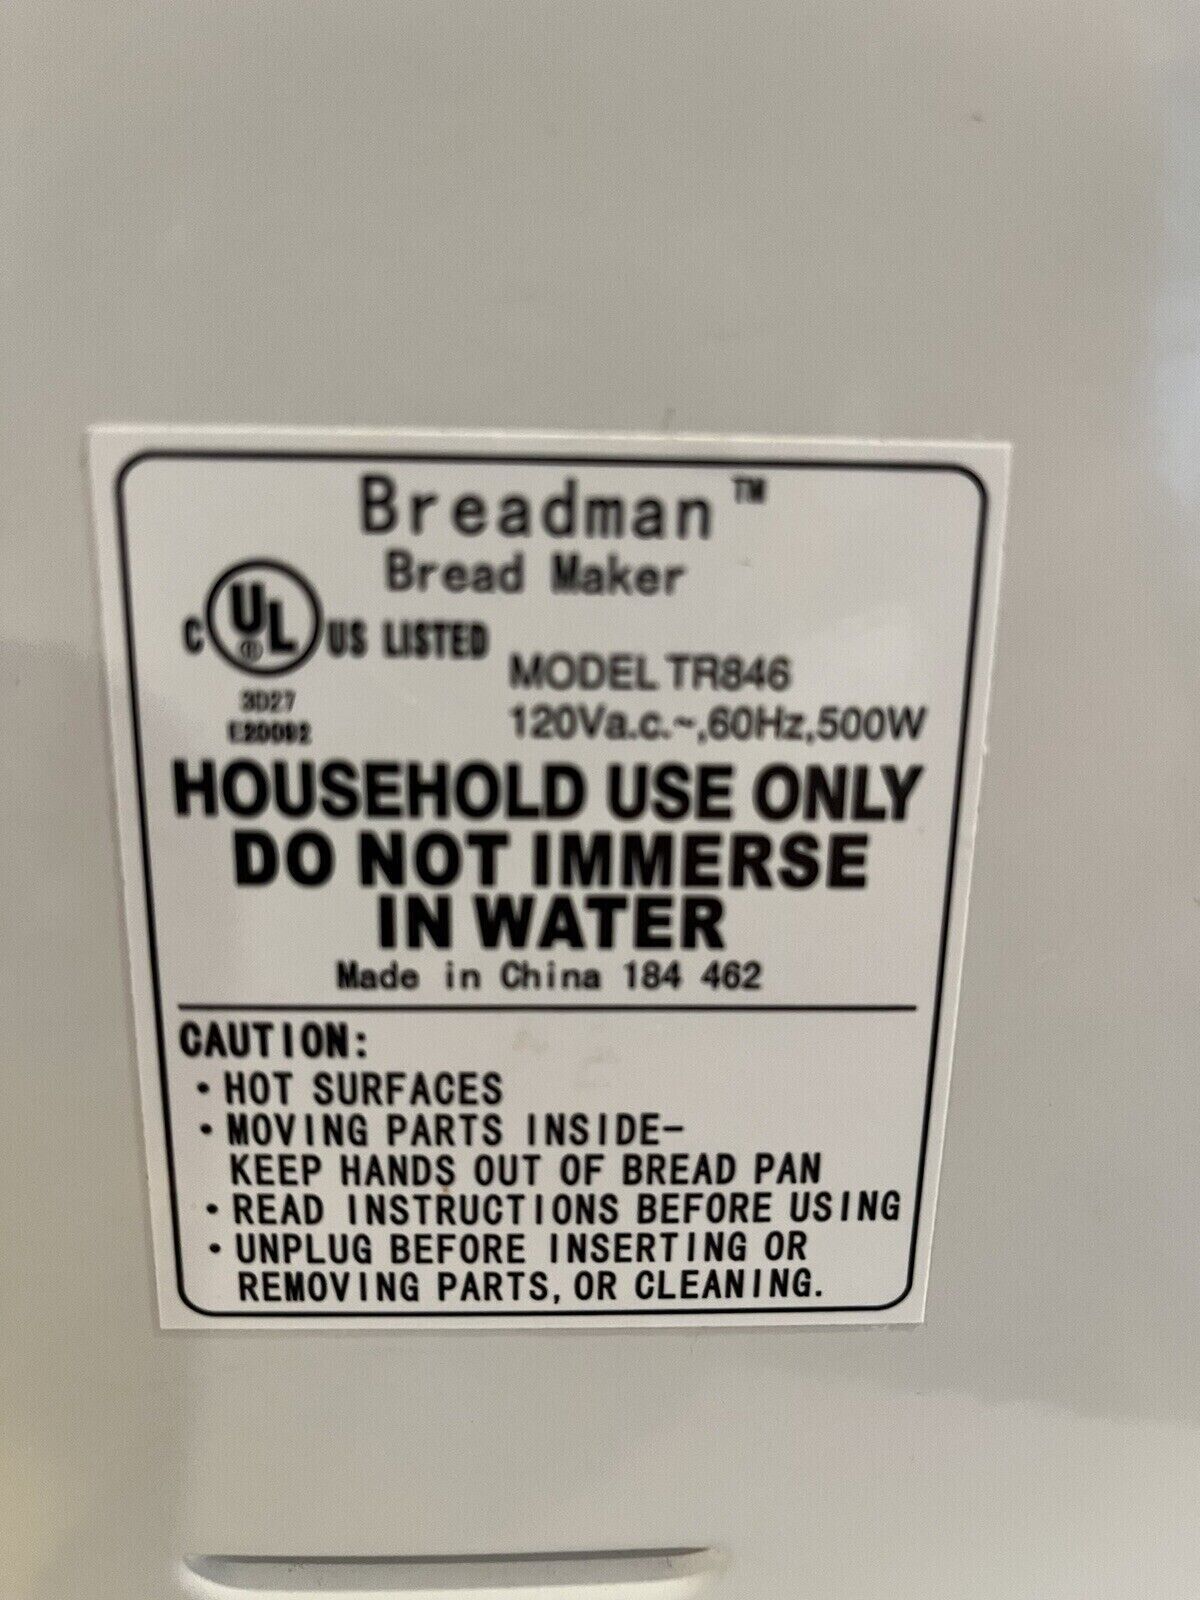 Breadman™
Bread Maker
C UL ® US LISTED
3D27
E20092
MODEL TR846
120Va.c.~,60Hz,500W
HOUSEHOLD USE ONLY
DO NOT IMMERSE
IN WATER
Made in China 184 462
CAUTION:
· HOT SURFACES
· MOVING PARTS INSIDE-
KEEP HANDS OUT OF BREAD PAN
· READ INSTRUCTIONS BEFORE USING
· UNPLUG BEFORE INSERTING OR
REMOVING PARTS, OR CLEANING.